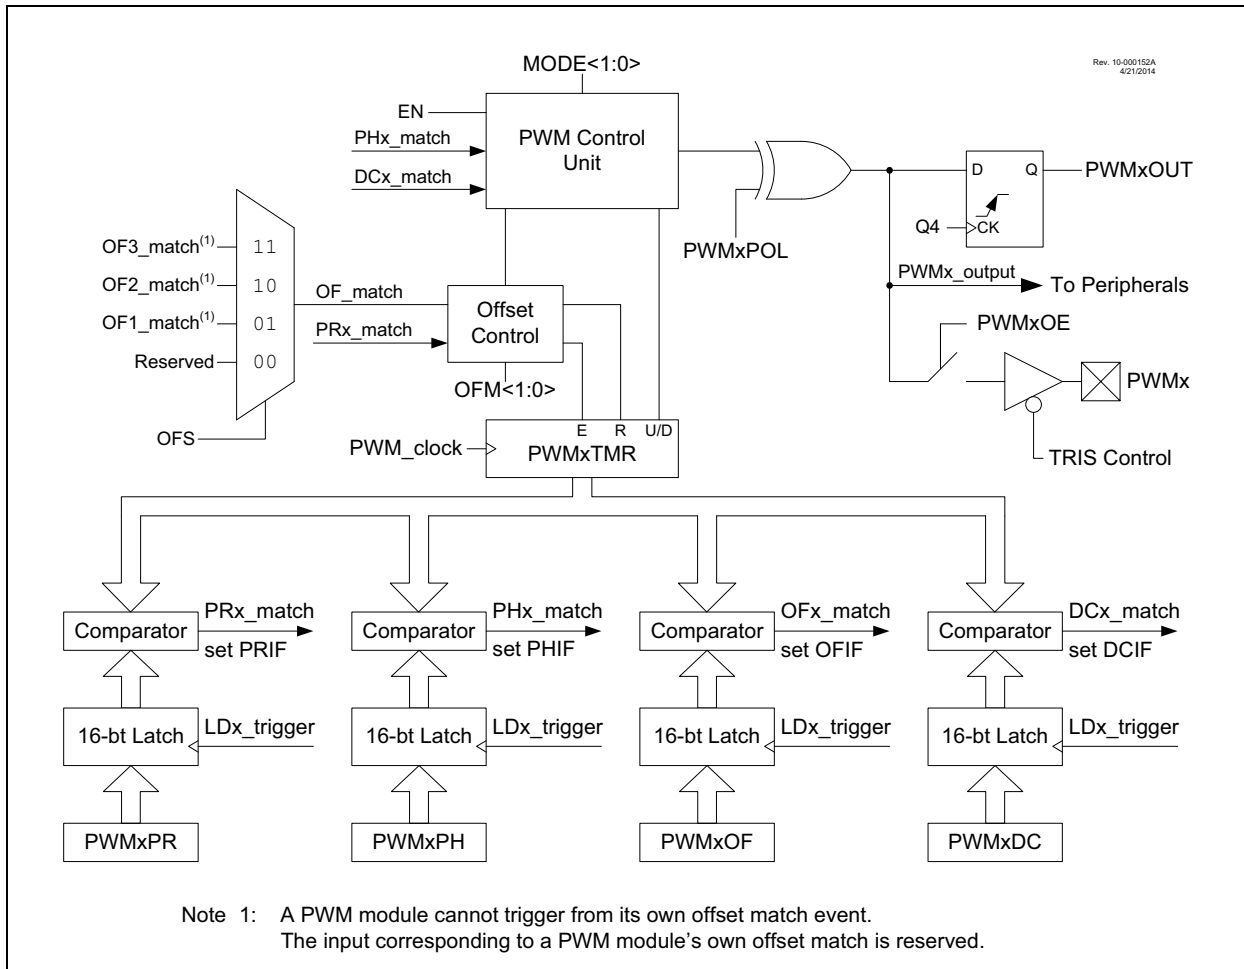 Rev. 10-000152A
4/21/2014
MODE<1:0>
EN
PHx_match
DCx_match
PWM Control
Unit
PWMxPOL
D Q
Q4
CK
PWMxOUT
PWMx_output
To Peripherals
PWMxOE
PWMx
TRIS Control
OF3_match(1) 11
OF2_match(1) 10
OF1_match(1) 01
Reserved 00
OFS
OF_match
PRx_match
Offset
Control
OFM<1:0>
PWM_clock
E R U/D
PWMxTMR
Comparator
PRx_match
set PRIF
Comparator
PHx_match
set PHIF
Comparator
OFx_match
set OFIF
Comparator
DCx_match
set DCIF
16-bt Latch
LDx_trigger
16-bt Latch
LDx_trigger
16-bt Latch
LDx_trigger
16-bt Latch
LDx_trigger
PWMxPR
PWMxPH
PWMxOF
PWMxDC
Note 1: A PWM module cannot trigger from its own offset match event.
The input corresponding to a PWM module's own offset match is reserved.